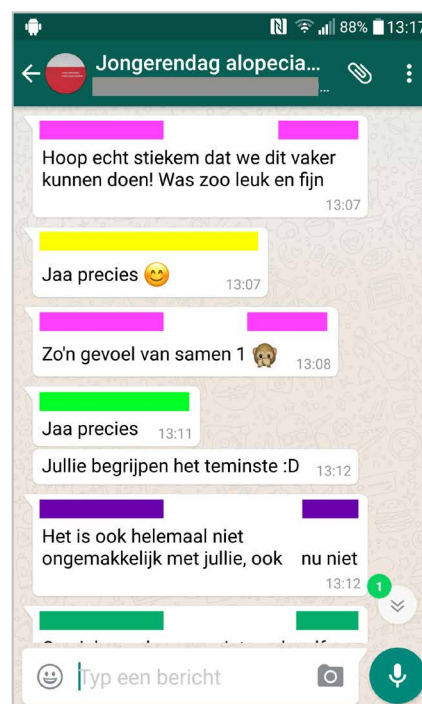 88% 13:17
Jongerendag alopecia...
...
Hoop echt stiekem dat we dit vaker
kunnen doen! Was zoo leuk en fijn
13:07
Jaa precies 😊
13:07
Zo'n gevoel van samen 1 🙊
13:08
Jaa precies 13:11
Jullie begrijpen het teminste :D 13:12
Het is ook helemaal niet
ongemakkelijk met jullie, ook nu niet
13:12
1
Typ een bericht